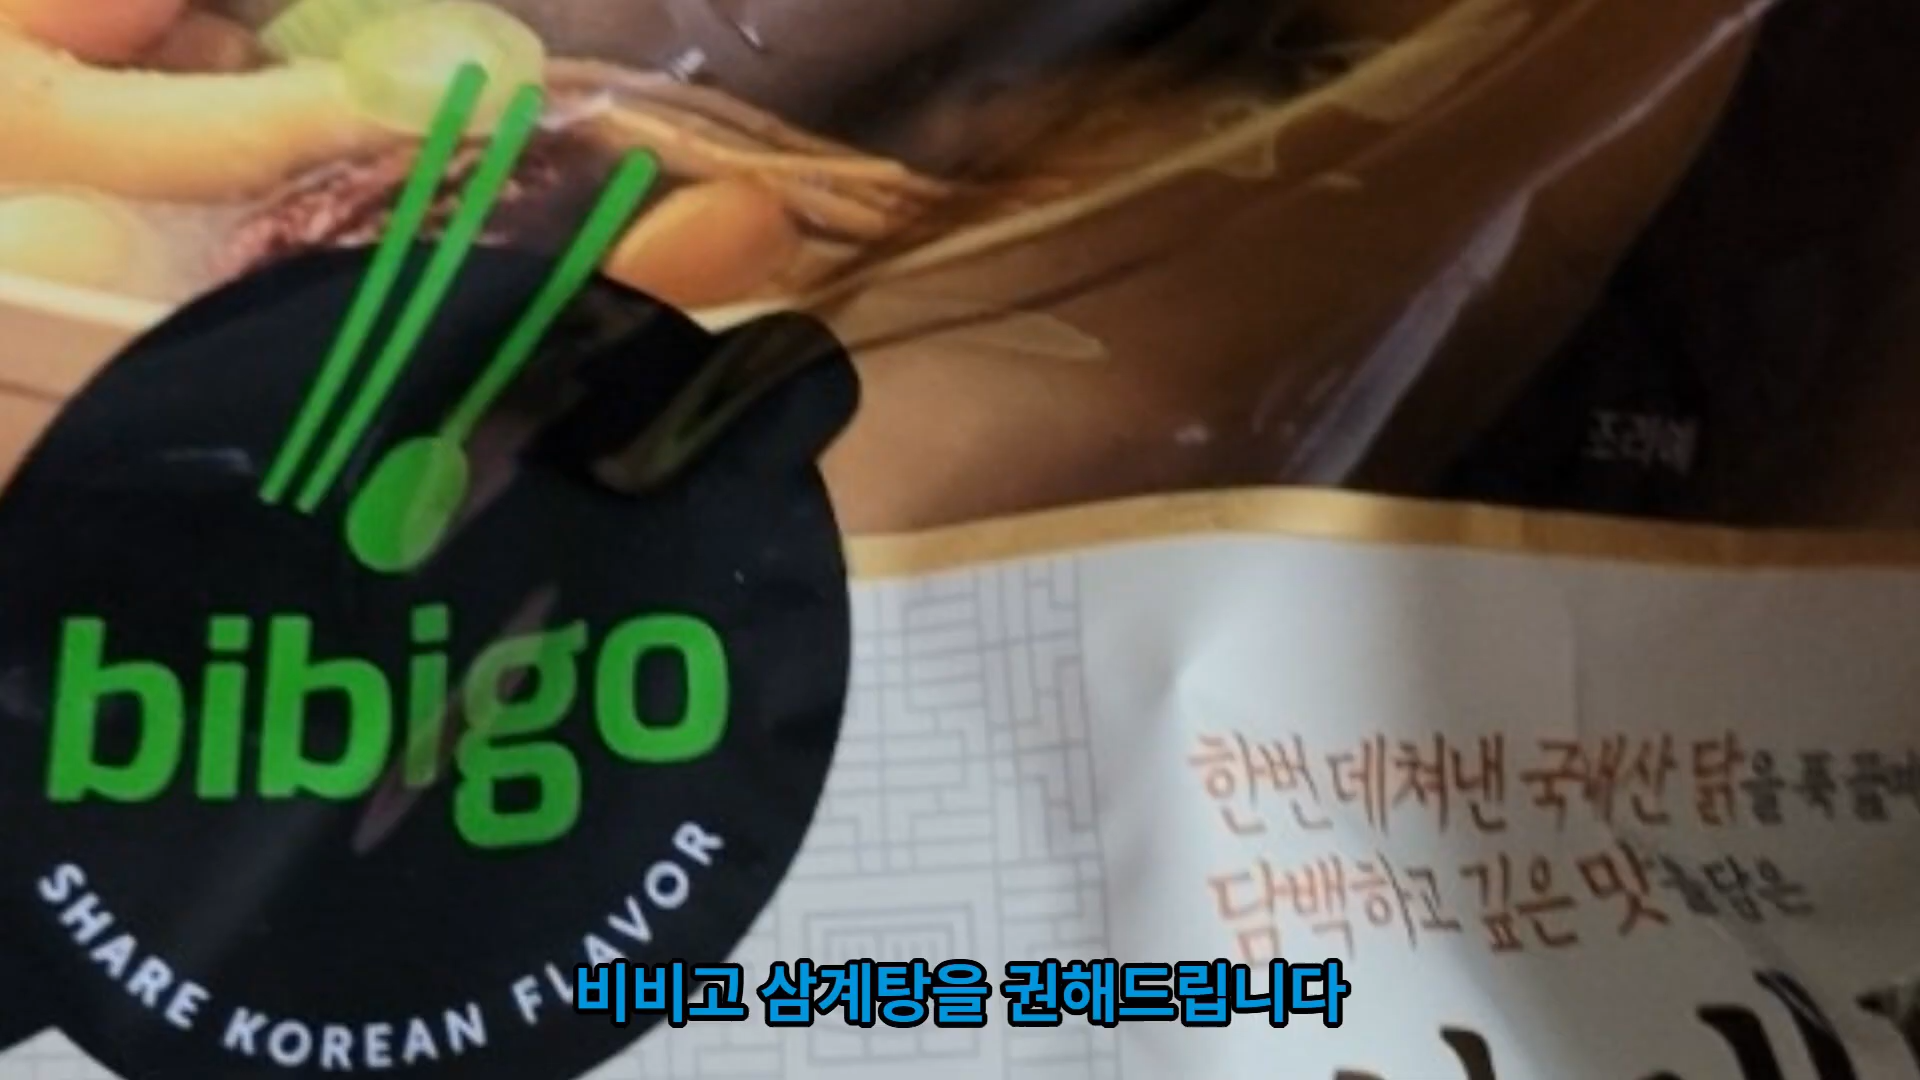 조리예
bibigo
SHARE KOREAN FLAVOR
한번 데쳐낸 국내산 닭을 푹
담백하고 깊은 맛을 담은
비비고 삼계탕을 권해드립니다